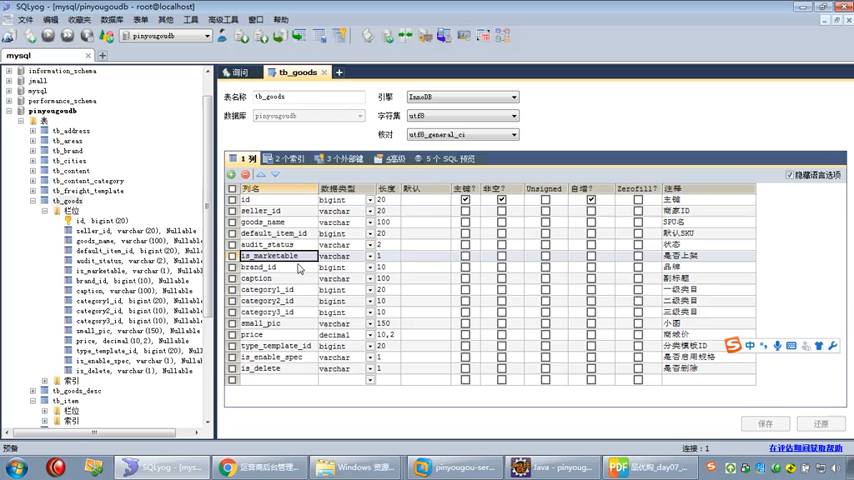 SQLyog - [mysql/pinyougoudb - root@localhost]
文件 编辑 收藏夹 数据库 表单 其他 工具 高级工具 窗口 帮助
pinyougoudb
mysql
information_schema
jmall
mysql
performance_schema
pinyougoudb
表
tb_address
tb_areas
tb_brand
tb_cities
tb_content
tb_content_category
tb_freight_template
tb_goods
栏位
id, bigint(20)
seller_id, varchar(20), Nullable
goods_name, varchar(100), Nullable
default_item_id, bigint(20), Nullable
audit_status, varchar(2), Nullable
is_marketable, varchar(1), Nullable
brand_id, bigint(10), Nullable
caption, varchar(100), Nullable
category1_id, bigint(20), Nullable
category2_id, bigint(10), Nullable
category3_id, bigint(10), Nullable
small_pic, varchar(150), Nullable
price, decimal(10,2), Nullable
type_template_id, bigint(20), Nullable
is_enable_spec, varchar(1), Nullable
is_delete, varchar(1), Nullable
索引
tb_goods_desc
tb_item
栏位
索引
询问 tb_goods
表名称 tb_goods 引擎 InnoDB
数据库 pinyougoudb 字符集 utf8
核对 utf8_general_ci
1 列 2 个索引 3 个外部键 4高级 5 个 SQL 预览
隐藏语言选项
列名 数据类型 长度 默认 主键? 非空? Unsigned 自增? Zerofill? 注释
id bigint 20 主键
seller_id varchar 20 商家ID
goods_name varchar 100 SPU名
default_item_id bigint 20 默认SKU
audit_status varchar 2 状态
is_marketable varchar 1 是否上架
brand_id bigint 10 品牌
caption varchar 100 副标题
category1_id bigint 20 一级类目
category2_id bigint 10 二级类目
category3_id bigint 10 三级类目
small_pic varchar 150 小图
price decimal 10,2 商城价
type_template_id bigint 20 分类模板ID
is_enable_spec varchar 1 是否启用规格
is_delete varchar 1 是否删除
中
保存 还原
预备 连接: 1 在评估期间获取帮助
SQLyog - [mys... 运营商后台管理... Windows 资源... pinyougou-ser... Java - pinyoug... 品优购_day07_...